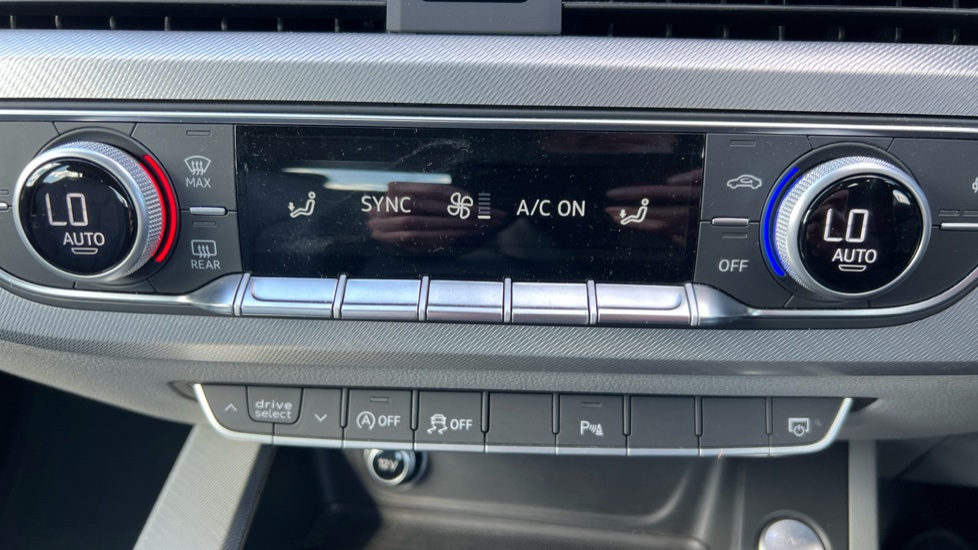 LO
AUTO
MAX
REAR
SYNC
A/C ON
OFF
LO
AUTO
drive
select
A OFF
OFF
P
12V